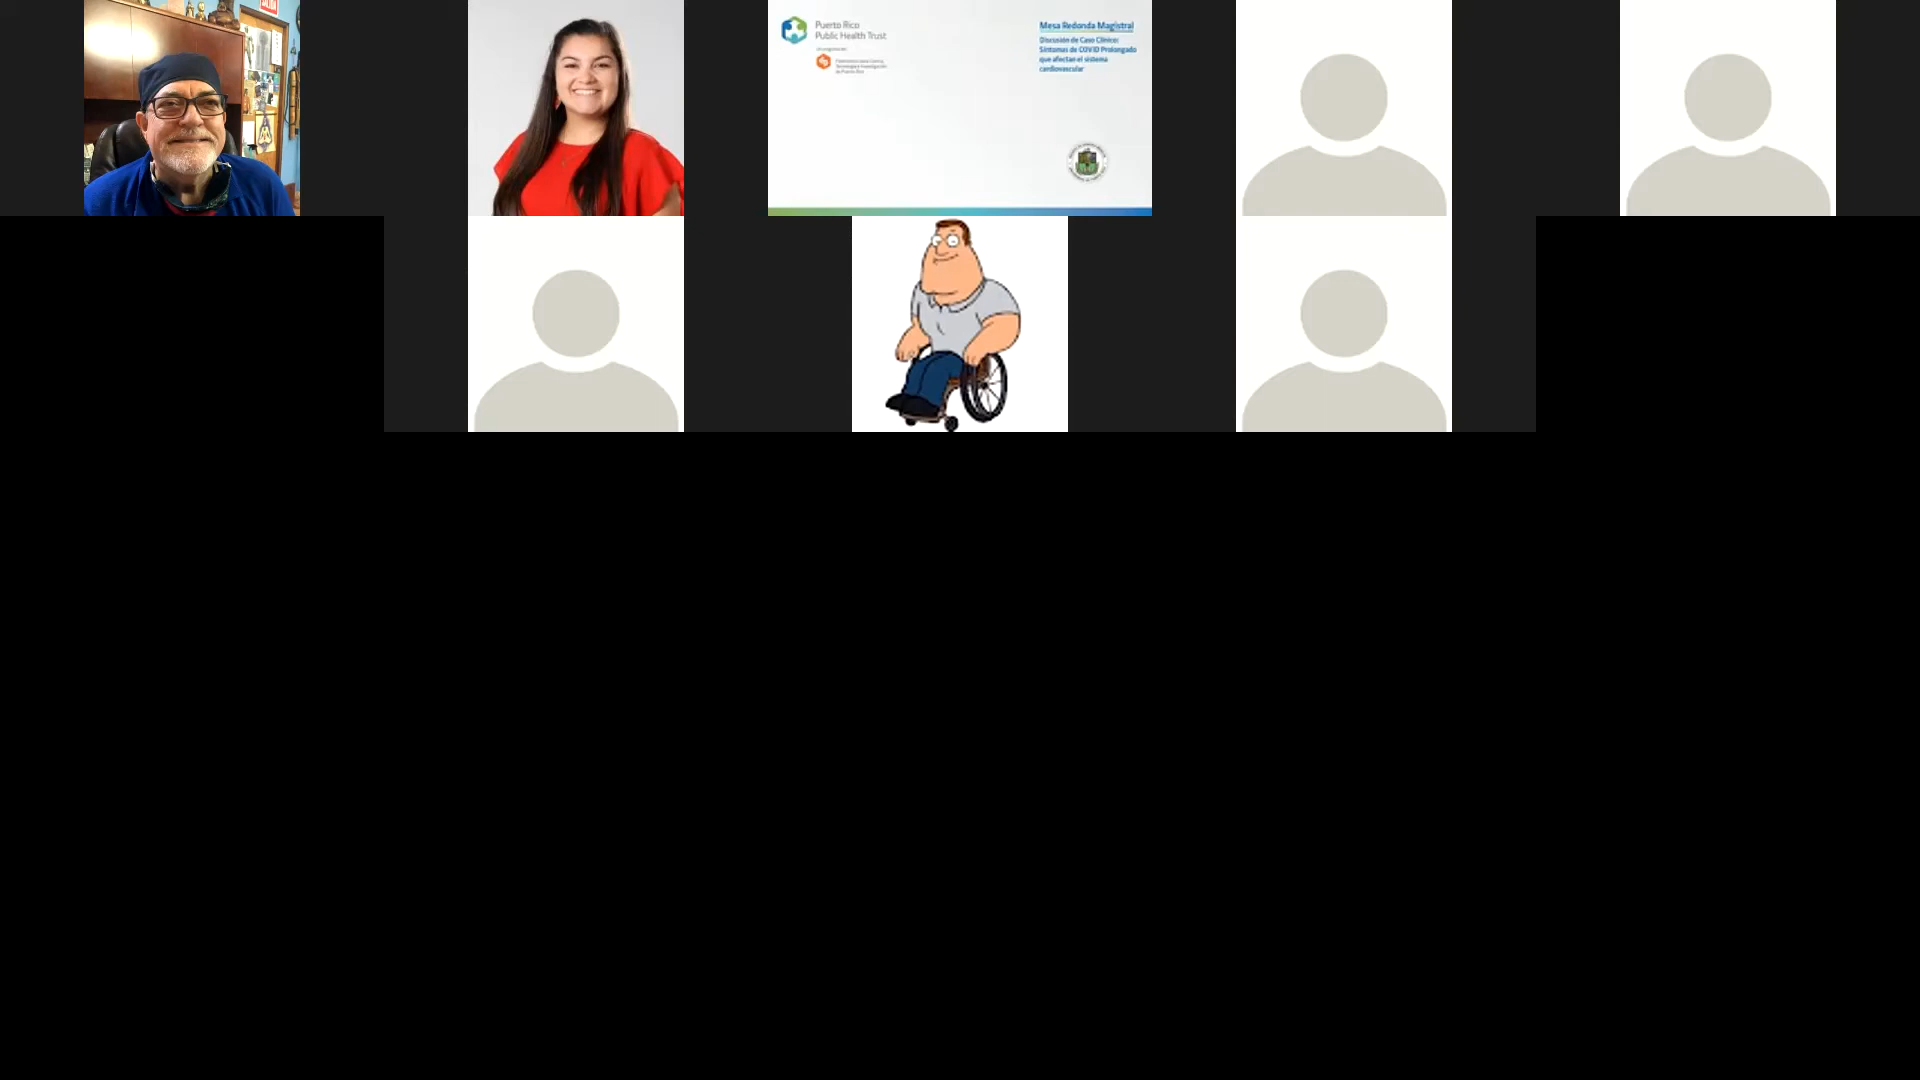 SALIDA
Puerto Rico
Public Health Trust
Mesa Redonda Magistral
Discusión de Caso Clínico:
Síntomas de COVID Prolongado
que afectan el sistema
cardiovascular